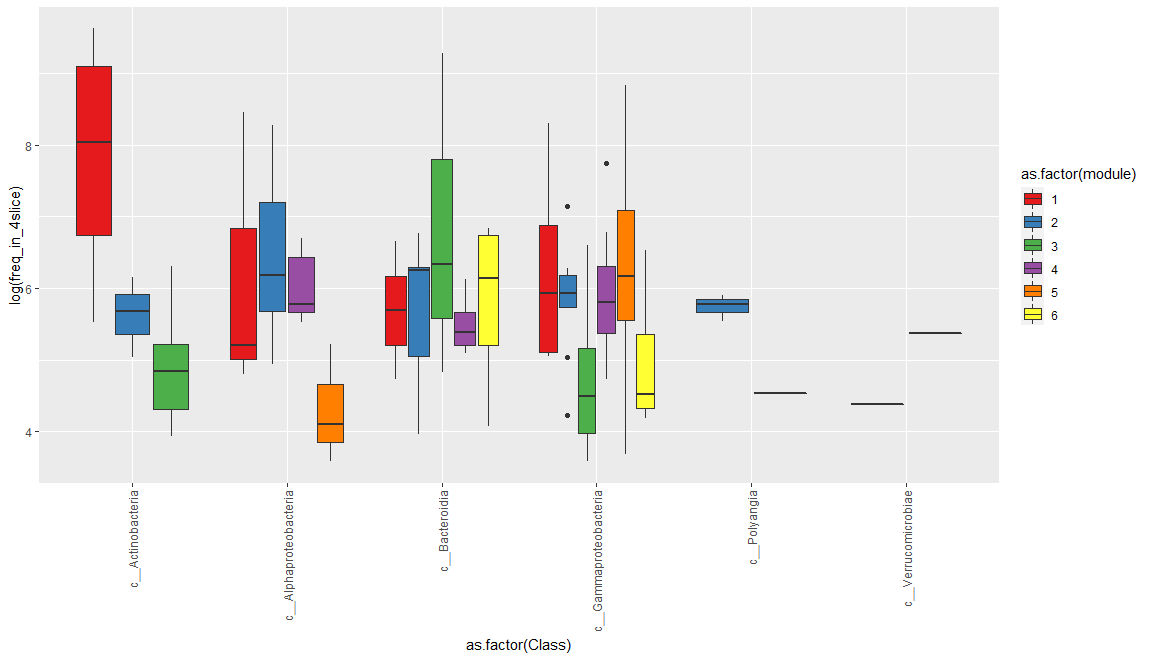 log(freq_in_4slice)
8
6
4
c__Actinobacteria
c__Alphaproteobacteria
c__Bacteroidia
c__Gammaproteobacteria
c__Polyangia
c__Verrucomicrobiae
as.factor(Class)
as.factor(module)
1
2
3
4
5
6